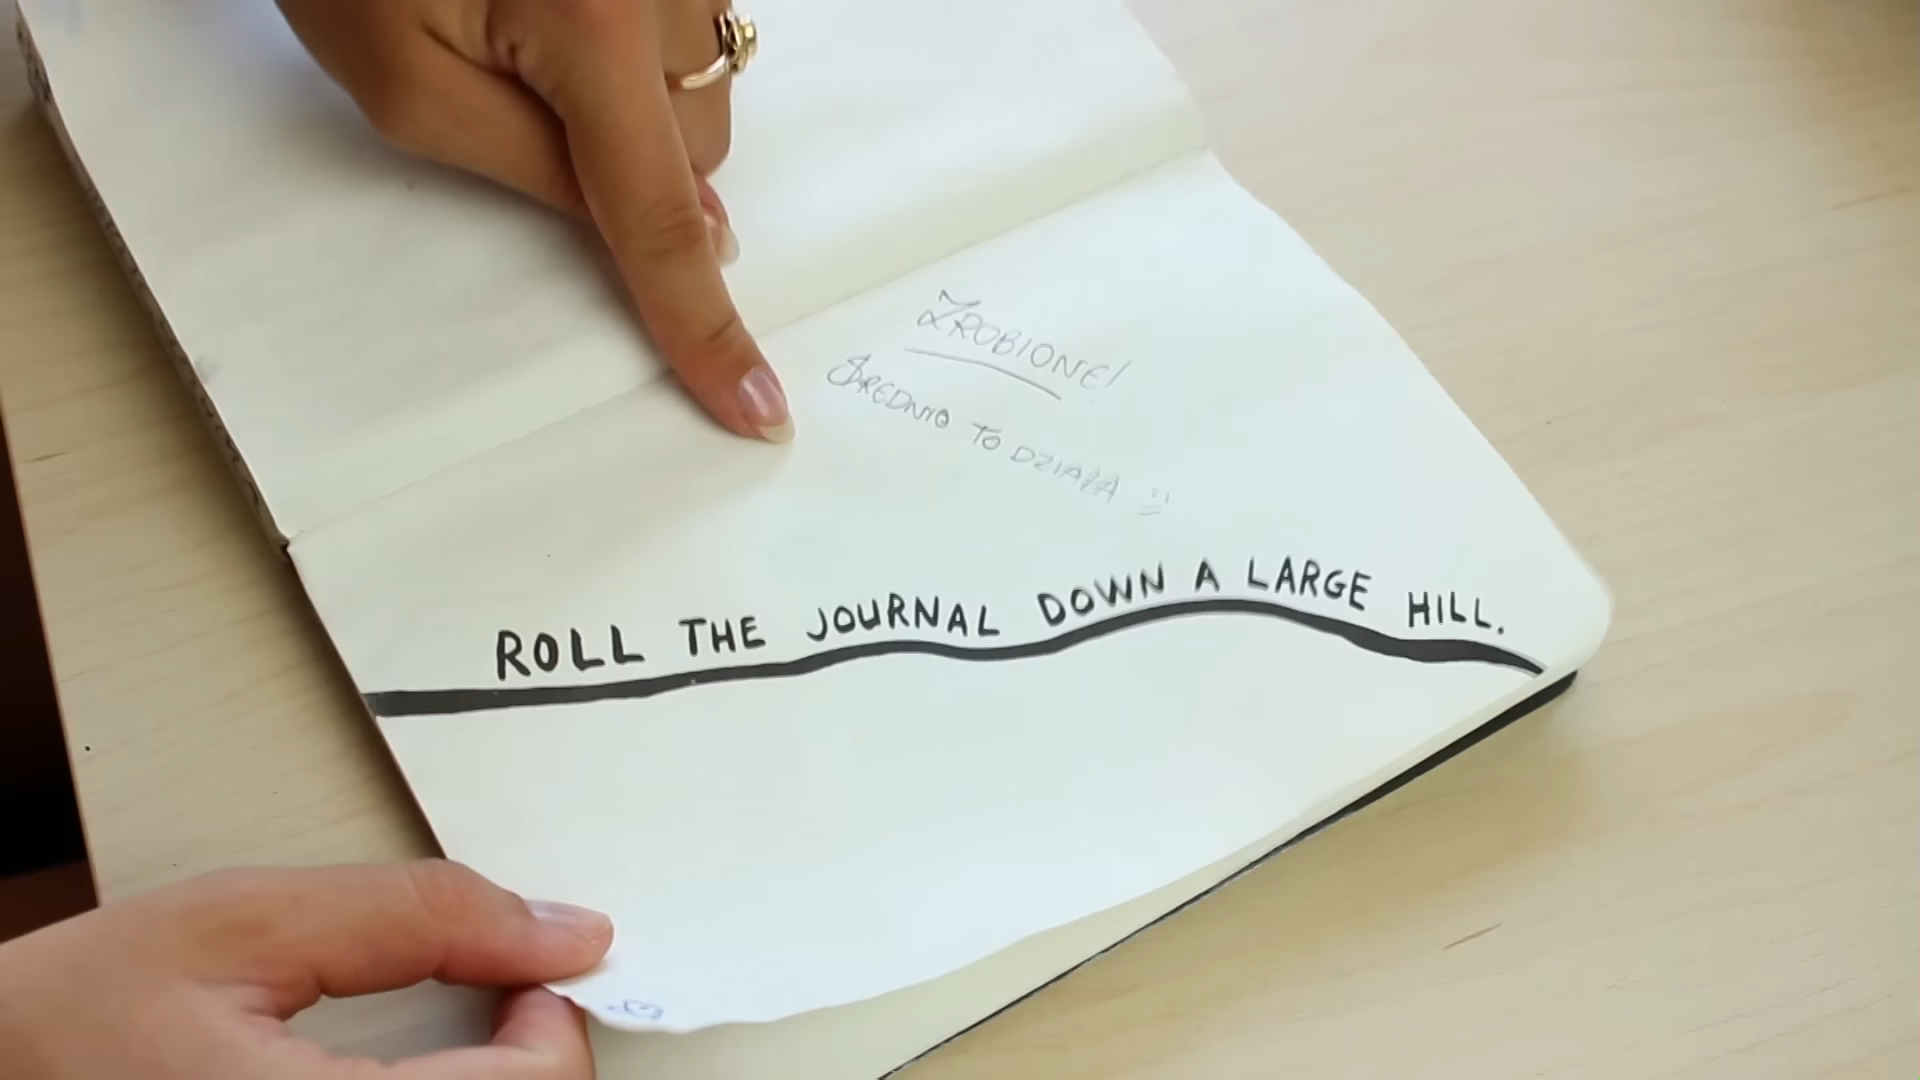 ZROBIONE!
ŚREDNIO TO DZIAŁA
ROLL THE JOURNAL DOWN A LARGE HILL.